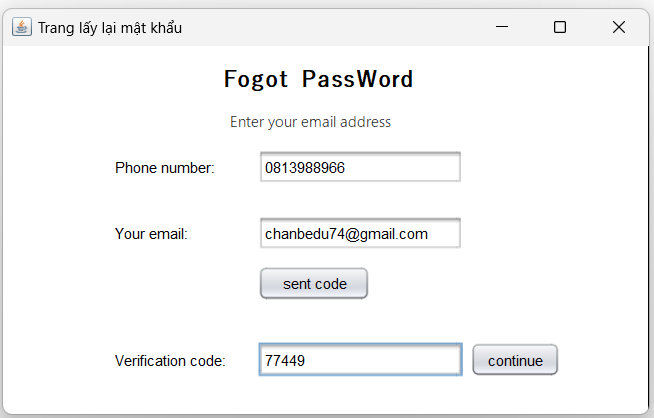 Trang lấy lại mật khẩu
Fogot PassWord
Enter your email address
Phone number: 0813988966
Your email: chanbedu74@gmail.com
sent code
Verification code: 77449 continue